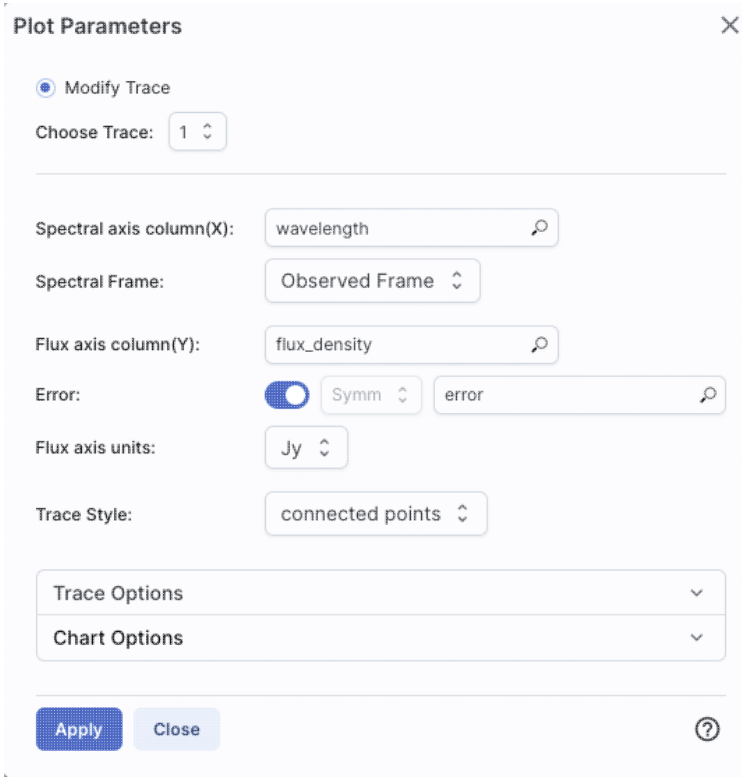 Plot Parameters
Modify Trace
Choose Trace: 1
Spectral axis column(X): wavelength
Spectral Frame: Observed Frame
Flux axis column(Y): flux_density
Error: Symm error
Flux axis units: Jy
Trace Style: connected points
Trace Options
Chart Options
Apply Close ?